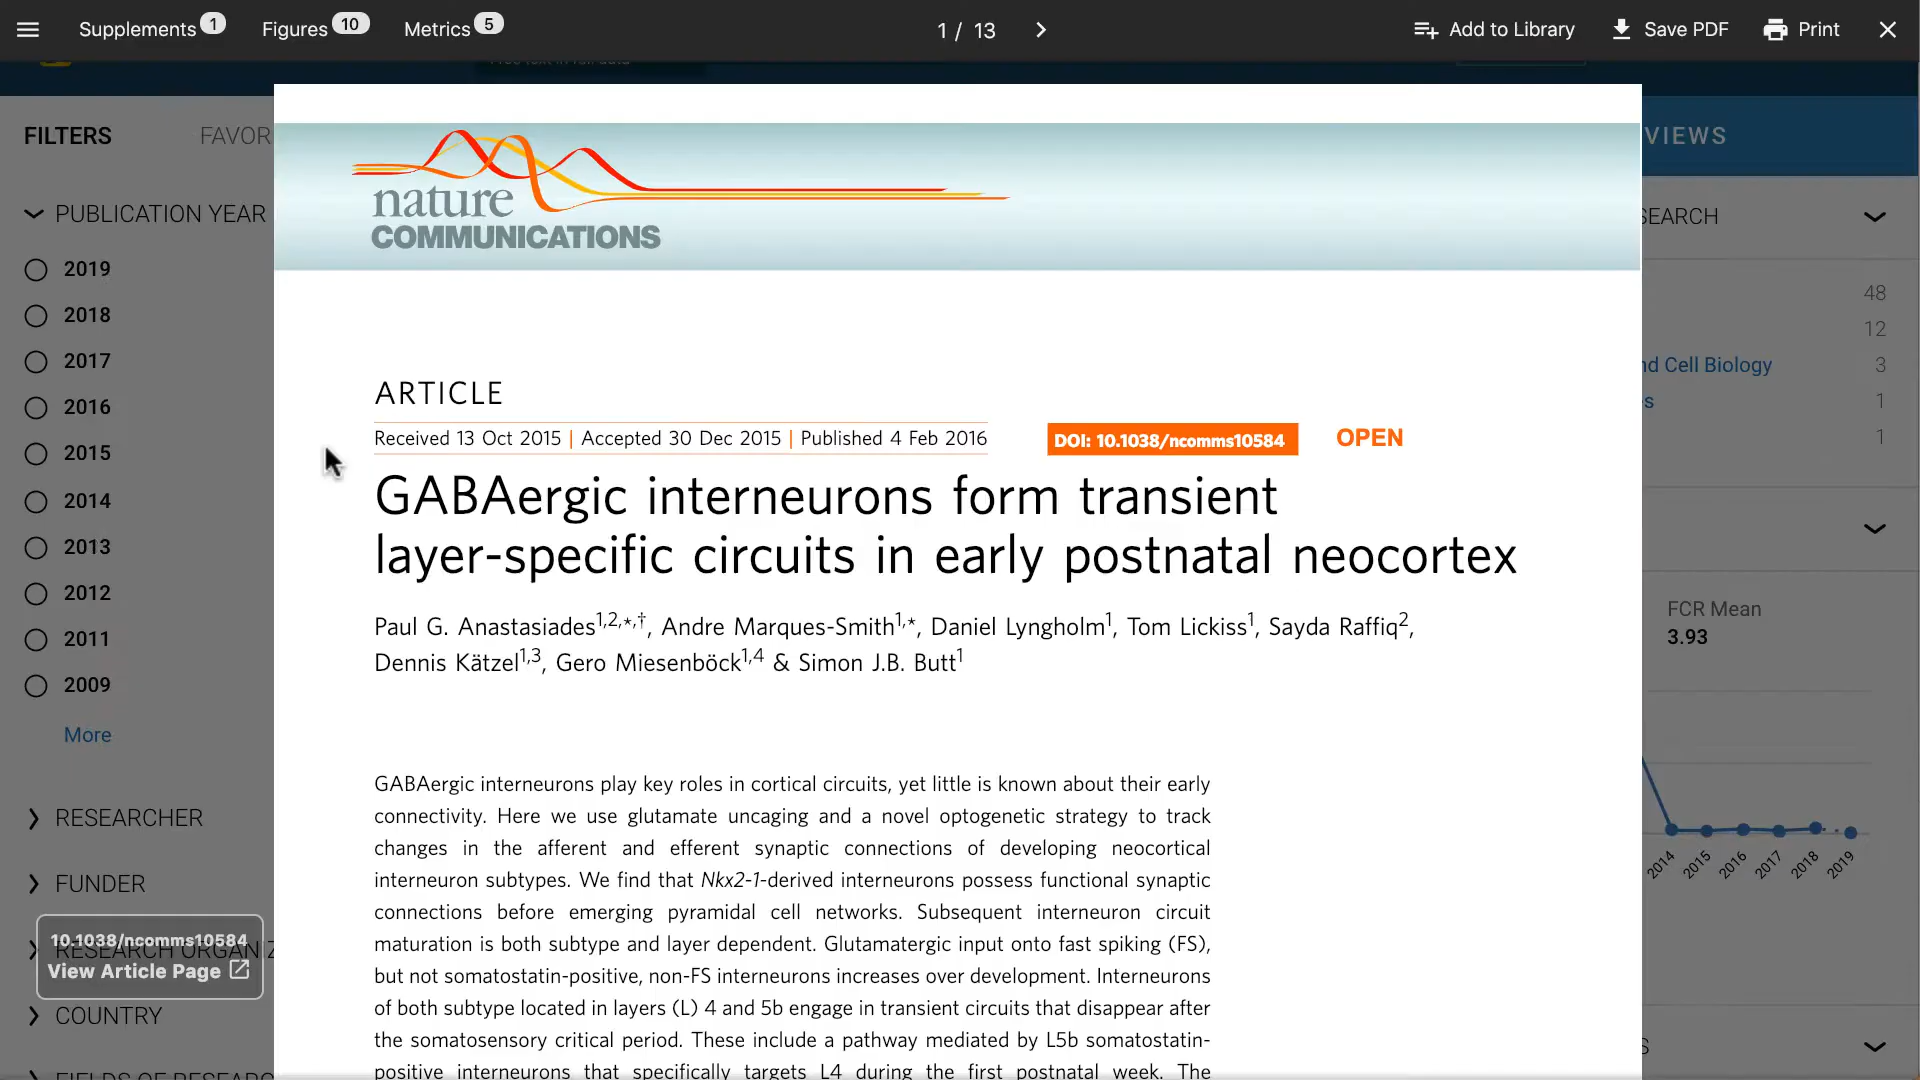 Supplements 1 Figures 10 Metrics 5 1 / 13 Add to Library Save PDF Print
FILTERS FAVOR
VIEWS
nature
COMMUNICATIONS
PUBLICATION YEAR
SEARCH
2019
48
2018
12
2017
nd Cell Biology 3
2016
s 1
2015
1
2014
2013
2012
2011
2009
More
ARTICLE
Received 13 Oct 2015 | Accepted 30 Dec 2015 | Published 4 Feb 2016
DOI: 10.1038/ncomms10584 OPEN
GABAergic interneurons form transient
layer-specific circuits in early postnatal neocortex
Paul G. Anastasiades1,2,*,†, Andre Marques-Smith1,*, Daniel Lyngholm1, Tom Lickiss1, Sayda Raffiq2,
Dennis Kätzel1,3, Gero Miesenböck1,4 & Simon J.B. Butt1
FCR Mean
3.93
GABAergic interneurons play key roles in cortical circuits, yet little is known about their early
connectivity. Here we use glutamate uncaging and a novel optogenetic strategy to track
changes in the afferent and efferent synaptic connections of developing neocortical
interneuron subtypes. We find that Nkx2-1-derived interneurons possess functional synaptic
connections before emerging pyramidal cell networks. Subsequent interneuron circuit
maturation is both subtype and layer dependent. Glutamatergic input onto fast spiking (FS),
but not somatostatin-positive, non-FS interneurons increases over development. Interneurons
of both subtype located in layers (L) 4 and 5b engage in transient circuits that disappear after
the somatosensory critical period. These include a pathway mediated by L5b somatostatin-
positive interneurons that specifically targets L4 during the first postnatal week. The
2014 2015 2016 2017 2018 2019
RESEARCHER
FUNDER
RESEARCH ORGANIZ
10.1038/ncomms10584
View Article Page
COUNTRY
S
FIELDS OF RESEARC